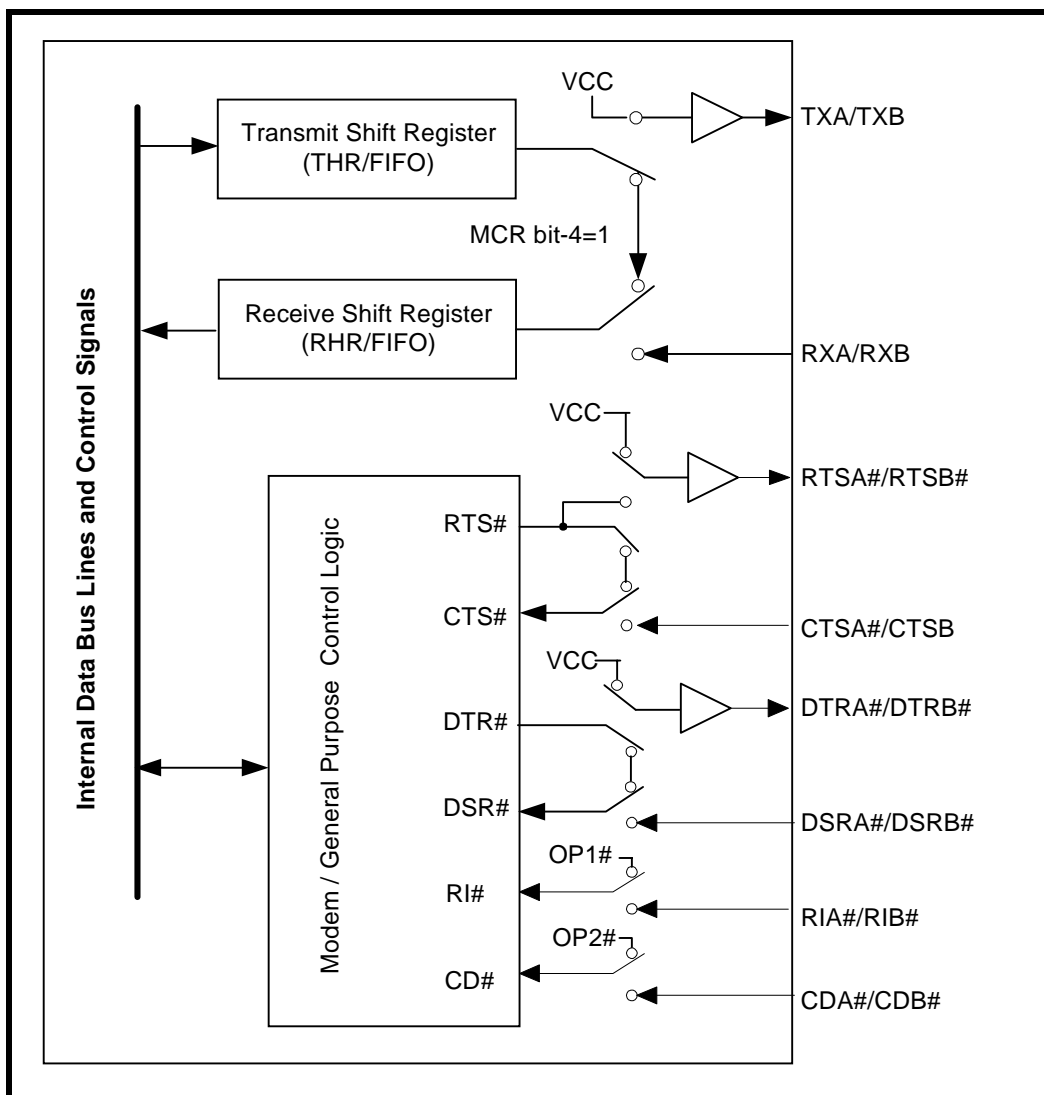 VCC
TXA/TXB
Transmit Shift Register
(THR/FIFO)
MCR bit-4=1
Receive Shift Register
(RHR/FIFO)
RXA/RXB
Internal Data Bus Lines and Control Signals
VCC
RTSA#/RTSB#
Modem / General Purpose Control Logic
RTS#
CTS#
CTSA#/CTSB
VCC
DTRA#/DTRB#
DTR#
DSR#
DSRA#/DSRB#
OP1#
RI#
RIA#/RIB#
OP2#
CD#
CDA#/CDB#